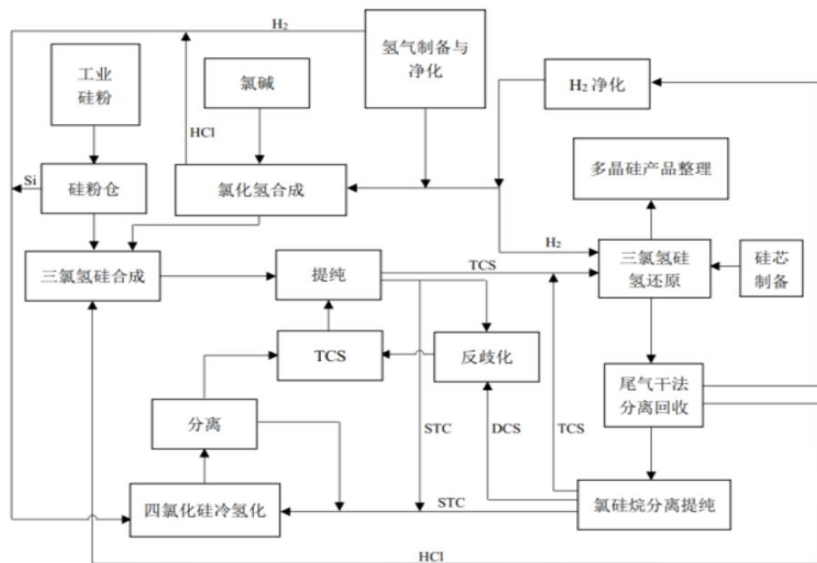 H2
氢气制备与
净化
工业
硅粉
氯碱
H2 净化
HCl
多晶硅产品整理
Si
硅粉仓
氯化氢合成
H2
三氯氢硅合成
提纯
TCS
三氯氢硅
氢还原
硅芯
制备
TCS
反歧化
尾气干法
分离回收
分离
STC
DCS
TCS
四氯化硅冷氢化
STC
氯硅烷分离提纯
HCl